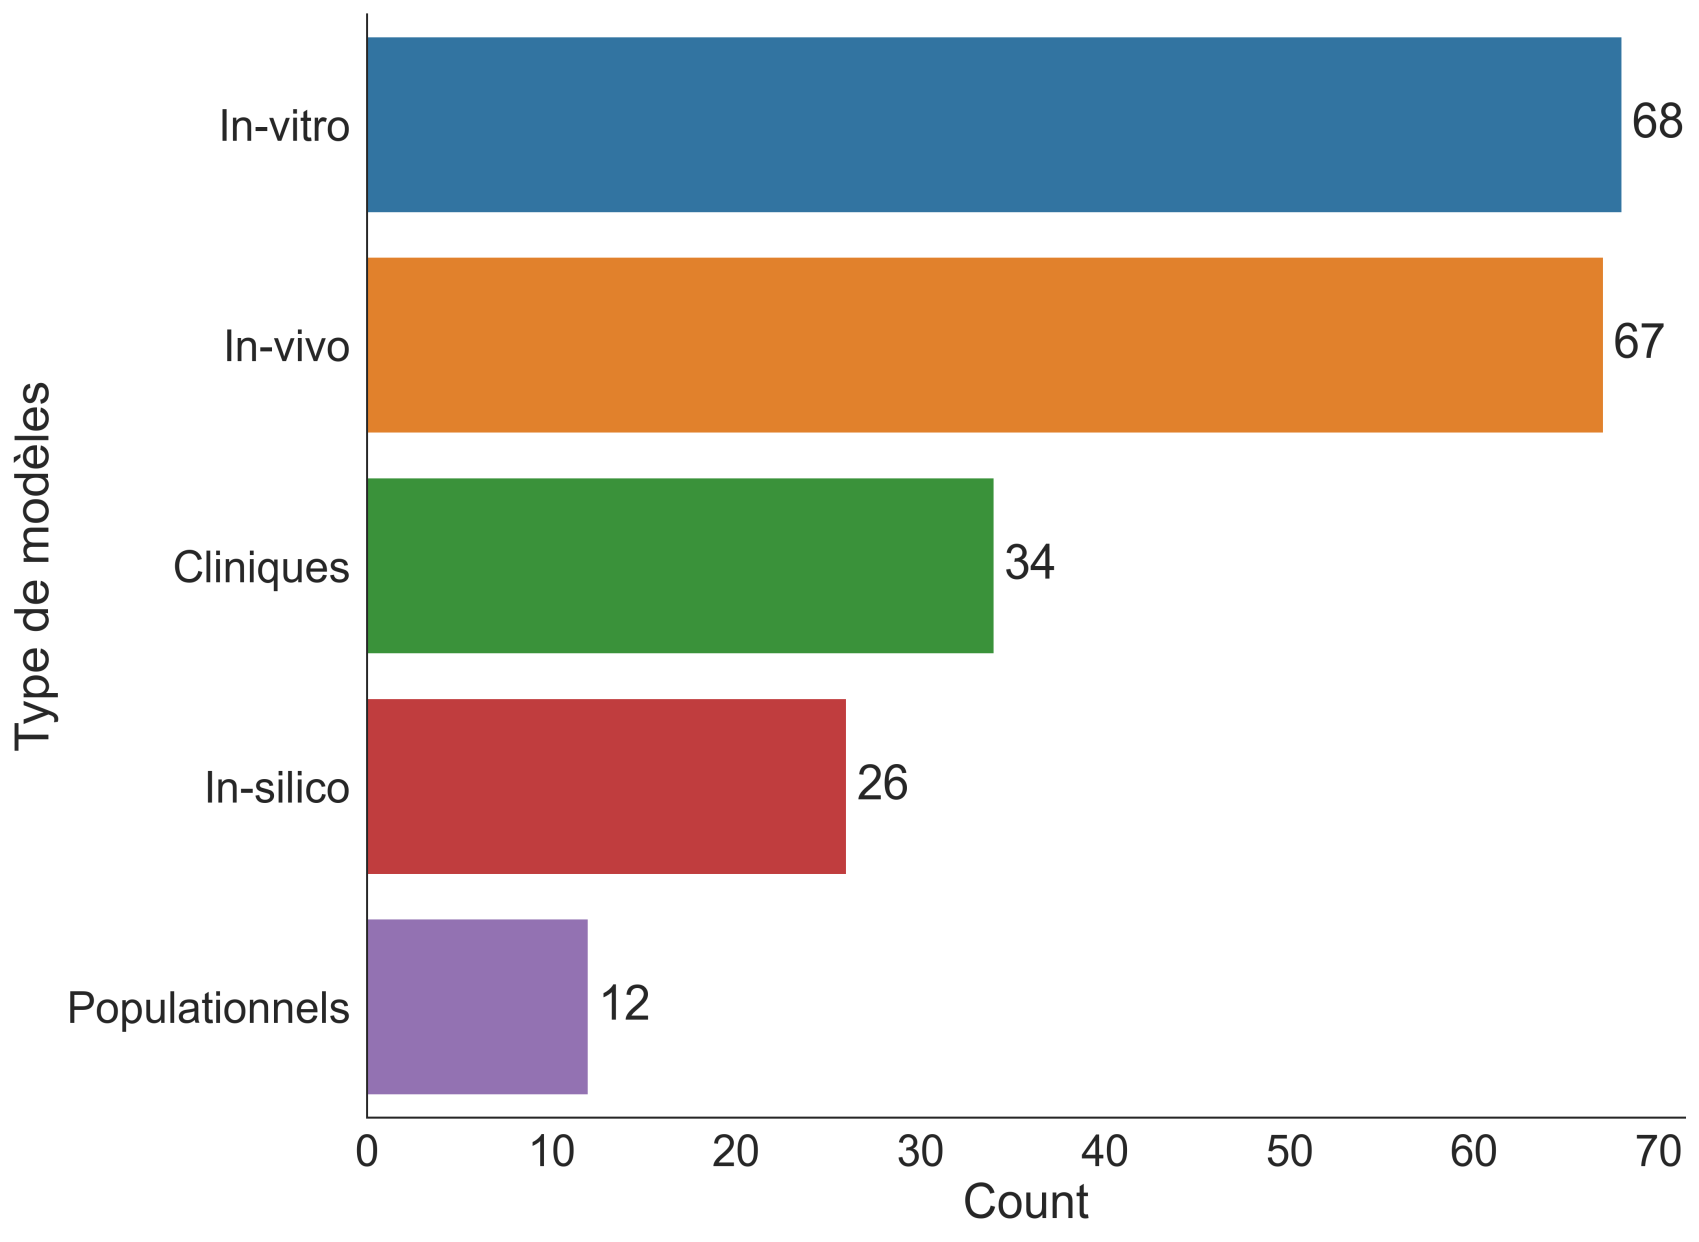 Type de modèles
In-vitro
68
In-vivo
67
Cliniques
34
In-silico
26
Populationnels
12
0 10 20 30 40 50 60 70
Count